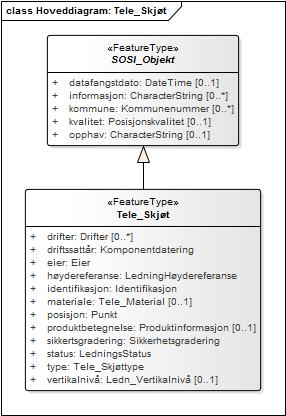 class Hoveddiagram: Tele_Skjøt
«FeatureType»
SOSI_Objekt
+ datafangstdato: DateTime [0..1]
+ informasjon: CharacterString [0..*]
+ kommune: Kommunenummer [0..*]
+ kvalitet: Posisjonskvalitet [0..1]
+ opphav: CharacterString [0..1]
«FeatureType»
Tele_Skjøt
+ drifter: Drifter [0..*]
+ driftssattår: Komponentdatering
+ eier: Eier
+ høydereferanse: LedningHøydereferanse
+ identifikasjon: Identifikasjon
+ materiale: Tele_Material [0..1]
+ posisjon: Punkt
+ produktbetegnelse: Produktinformasjon [0..1]
+ sikkertsgradering: Sikkerhetsgradering
+ status: LedningsStatus
+ type: Tele_Skjøttype
+ vertikalnivå: Ledn_VertikalnIvå [0..1]